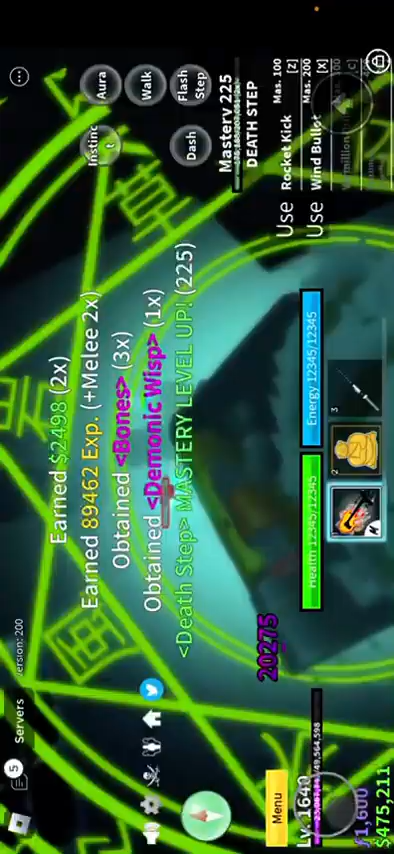 Servers
version: 200
5
Earned $2498 (2x)
Earned 89462 Exp. (+Melee 2x)
Obtained <Bones> (3x)
Obtained <Demonic Wisp> (1x)
<Death Step> MASTERY LEVEL UP! (225)
Instinct
Aura
Walk
Flash Step
Dash
Mastery 225
DEATH STEP
Mas. 100
Use Rocket Kick [Z]
Mas. 200
Use Wind Bullet [X]
[C]
20275
Health 12345/12345
Energy 12345/12345
2
3
Menu
Lv. 1640
ƒ1,600
$475,211